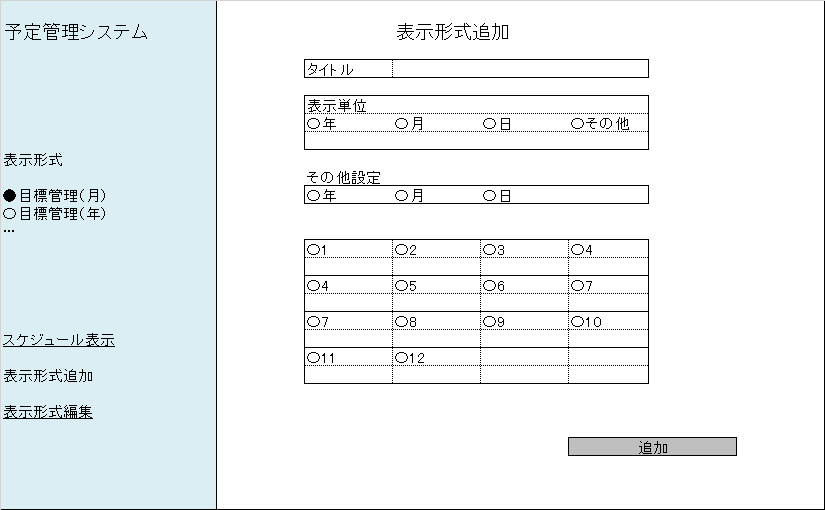 予定管理システム
表示形式
●目標管理(月)
○目標管理(年)
…
スケジュール表示
表示形式追加
表示形式編集
表示形式追加
タイトル
表示単位
○年 ○月 ○日 ○その他
その他設定
○年 ○月 ○日
○1 ○2 ○3 ○4
○4 ○5 ○6 ○7
○7 ○8 ○9 ○10
○11 ○12
追加